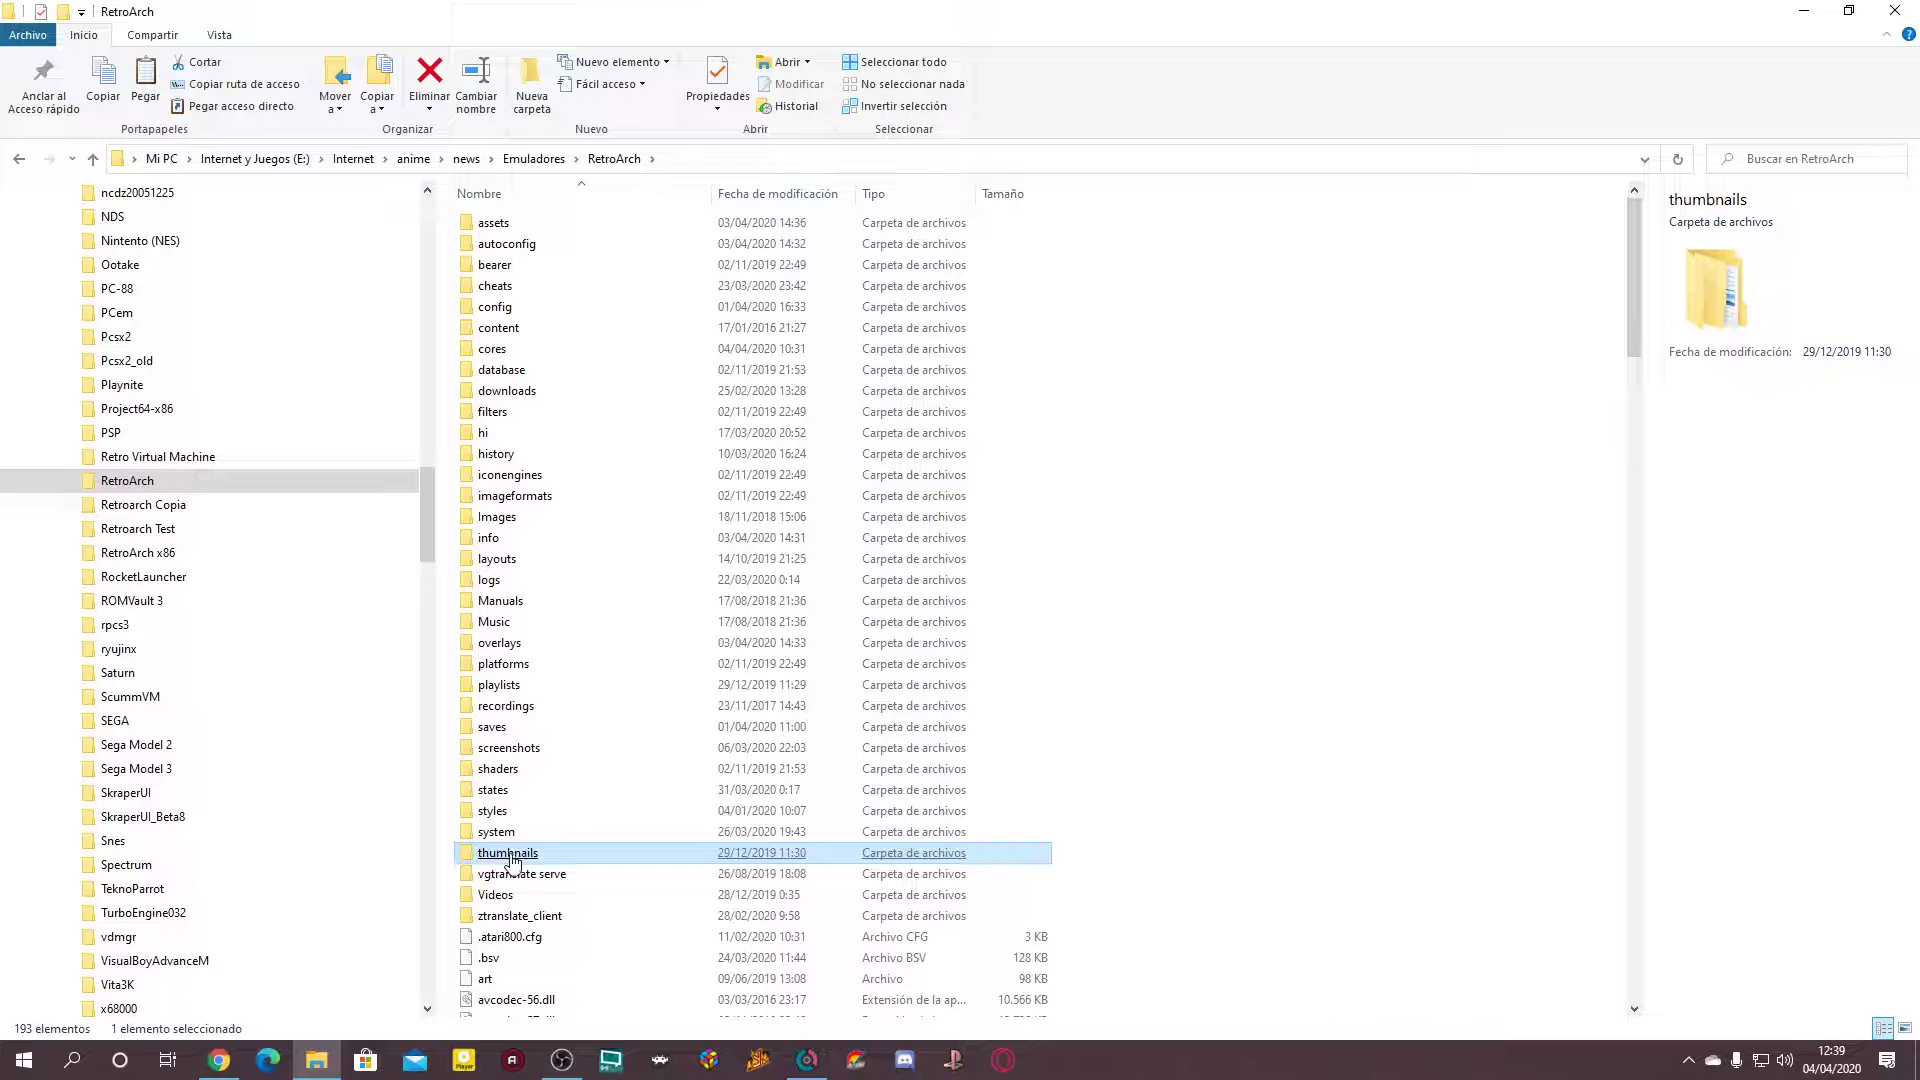 RetroArch
Archivo Inicio Compartir Vista
Anclar al Acceso rápido
Copiar
Pegar
Cortar
Copiar ruta de acceso
Pegar acceso directo
Portapapeles
Mover a
Copiar a
Eliminar
Cambiar nombre
Organizar
Nueva carpeta
Nuevo elemento
Fácil acceso
Nuevo
Propiedades
Abrir
Modificar
Historial
Abrir
Seleccionar todo
No seleccionar nada
Invertir selección
Seleccionar
Mi PC Internet y Juegos (E:) Internet anime news Emuladores RetroArch
Buscar en RetroArch
ncdz20051225
NDS
Nintento (NES)
Ootake
PC-88
PCem
Pcsx2
Pcsx2_old
Playnite
Project64-x86
PSP
Retro Virtual Machine
RetroArch
Retroarch Copia
Retroarch Test
RetroArch x86
RocketLauncher
ROMVault 3
rpcs3
ryujinx
Saturn
ScummVM
SEGA
Sega Model 2
Sega Model 3
SkraperUI
SkraperUI_Beta8
Snes
Spectrum
TeknoParrot
TurboEngine032
vdmgr
VisualBoyAdvanceM
Vita3K
x68000
Nombre Fecha de modificación Tipo Tamaño
assets 03/04/2020 14:36 Carpeta de archivos
autoconfig 03/04/2020 14:32 Carpeta de archivos
bearer 02/11/2019 22:49 Carpeta de archivos
cheats 23/03/2020 23:42 Carpeta de archivos
config 01/04/2020 16:33 Carpeta de archivos
content 17/01/2016 21:27 Carpeta de archivos
cores 04/04/2020 10:31 Carpeta de archivos
database 02/11/2019 21:53 Carpeta de archivos
downloads 25/02/2020 13:28 Carpeta de archivos
filters 02/11/2019 22:49 Carpeta de archivos
hi 17/03/2020 20:52 Carpeta de archivos
history 10/03/2020 16:24 Carpeta de archivos
iconengines 02/11/2019 22:49 Carpeta de archivos
imageformats 02/11/2019 22:49 Carpeta de archivos
Images 18/11/2018 15:06 Carpeta de archivos
info 03/04/2020 14:31 Carpeta de archivos
layouts 14/10/2019 21:25 Carpeta de archivos
logs 22/03/2020 0:14 Carpeta de archivos
Manuals 17/08/2018 21:36 Carpeta de archivos
Music 17/08/2018 21:36 Carpeta de archivos
overlays 03/04/2020 14:33 Carpeta de archivos
platforms 02/11/2019 22:49 Carpeta de archivos
playlists 29/12/2019 11:29 Carpeta de archivos
recordings 23/11/2017 14:43 Carpeta de archivos
saves 01/04/2020 11:00 Carpeta de archivos
screenshots 06/03/2020 22:03 Carpeta de archivos
shaders 02/11/2019 21:53 Carpeta de archivos
states 31/03/2020 0:17 Carpeta de archivos
styles 04/01/2020 10:07 Carpeta de archivos
system 26/03/2020 19:43 Carpeta de archivos
thumbnails 29/12/2019 11:30 Carpeta de archivos
vgtranslate serve 26/08/2019 18:08 Carpeta de archivos
Videos 28/12/2019 0:35 Carpeta de archivos
ztranslate_client 28/02/2020 9:58 Carpeta de archivos
.atari800.cfg 11/02/2020 10:31 Archivo CFG 3 KB
.bsv 24/03/2020 11:44 Archivo BSV 128 KB
art 09/06/2019 13:08 Archivo 98 KB
avcodec-56.dll 03/03/2016 23:17 Extensión de la ap... 10.566 KB
thumbnails
Carpeta de archivos
Fecha de modificación: 29/12/2019 11:30
193 elementos 1 elemento seleccionado
12:39
04/04/2020